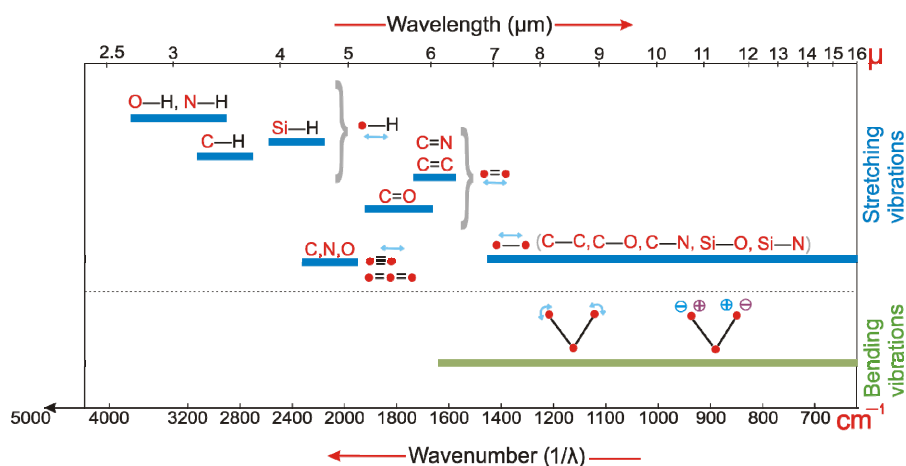 Wavelength (μm)
2.5 3 4 5 6 7 8 9 10 11 12 13 14 15 16 μ
O—H, N—H
C—H
Si—H
•—H
C=N
C=C
C=O
C,N,O
(C—C,C—O,C—N,Si—O,Si—N)
Stretching
vibrations
⊖ ⊕ ⊕ ⊖
Bending
vibrations
5000 4000 3200 2800 2400 2000 1800 1600 1400 1200 1100 1000 900 800 700 cm⁻¹
Wavenumber (1/λ)